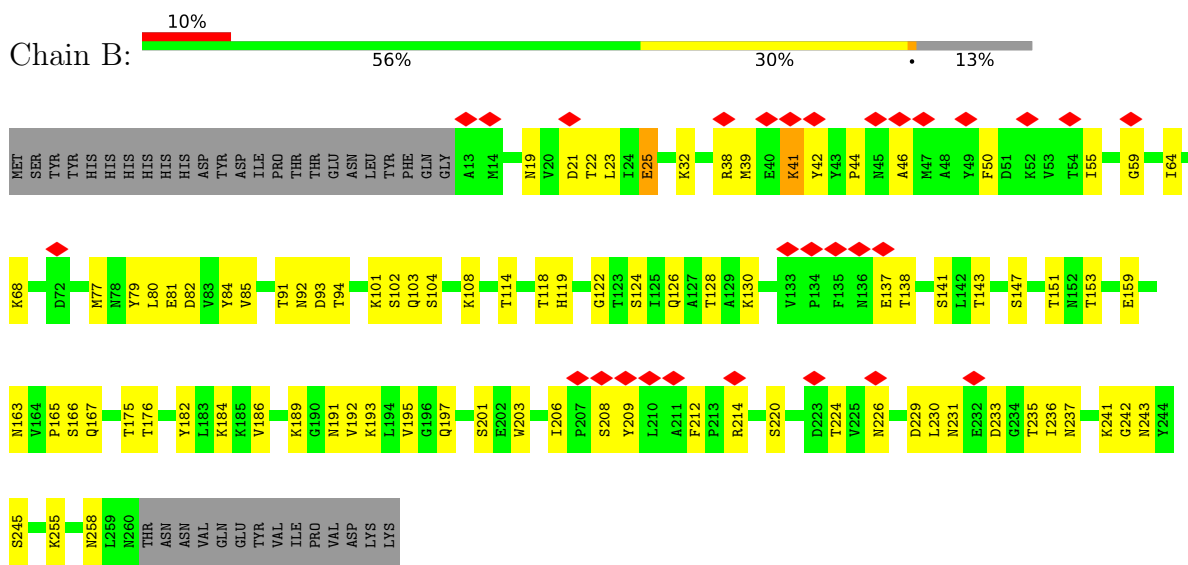 10%
Chain B:
56% 30% • 13%
MET SER TYR TYR HIS HIS HIS HIS HIS HIS ASP TYR ASP ILE PRO THR THR GLU ASN LEU TYR PHE GLN GLY A13 M14 N19 V20 D21 T22 L23 I24 E25 K32 R38 M39 E40 K41 Y42 Y43 P44 N45 A46 M47 A48 Y49 F50 D51 K52 V53 T54 I55 G59 I64
K68 D72 M77 N78 Y79 L80 E81 D82 V83 Y84 V85 T91 N92 D93 T94 K101 S102 Q103 S104 K108 T114 T118 H119 G122 T123 S124 I125 Q126 A127 T128 A129 K130 V133 P134 F135 N136 E137 T138 S141 L142 T143 S147 T151 N152 T153 E159
N163 V164 P165 S166 Q167 T175 T176 Y182 L183 K184 K185 V186 K189 G190 N191 V192 K193 L194 V195 G196 Q197 S201 E202 W203 I206 P207 S208 Y209 L210 A211 F212 P213 R214 S220 D223 T224 V225 N226 D229 L230 N231 E232 D233 G234 T235 I236 N237 K241 G242 N243 Y244
S245 K255 N258 L259 N260 THR ASN ASN VAL GLN GLU TYR VAL ILE PRO VAL ASP LYS LYS